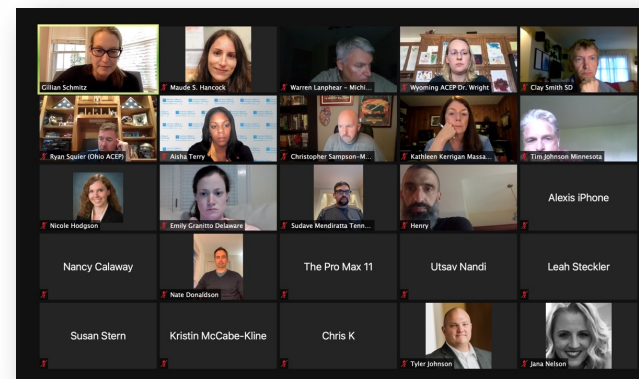 Gillian Schmitz
Maude S. Hancock
Warren Lanphear – Michi...
Wyoming ACEP Dr. Wright
Clay Smith SD
Ryan Squier (Ohio ACEP)
Aisha Terry
Christopher Sampson–M...
Kathleen Kerrigan Massa...
Tim Johnson Minnesota
Nicole Hodgson
Emily Granitto Delaware
Sudave Mendiratta Tenn...
Henry
Alexis iPhone
Nancy Calaway
Nate Donaldson
The Pro Max 11
Utsav Nandi
Leah Steckler
Susan Stern
Kristin McCabe-Kline
Chris K
Tyler Johnson
Jana Nelson